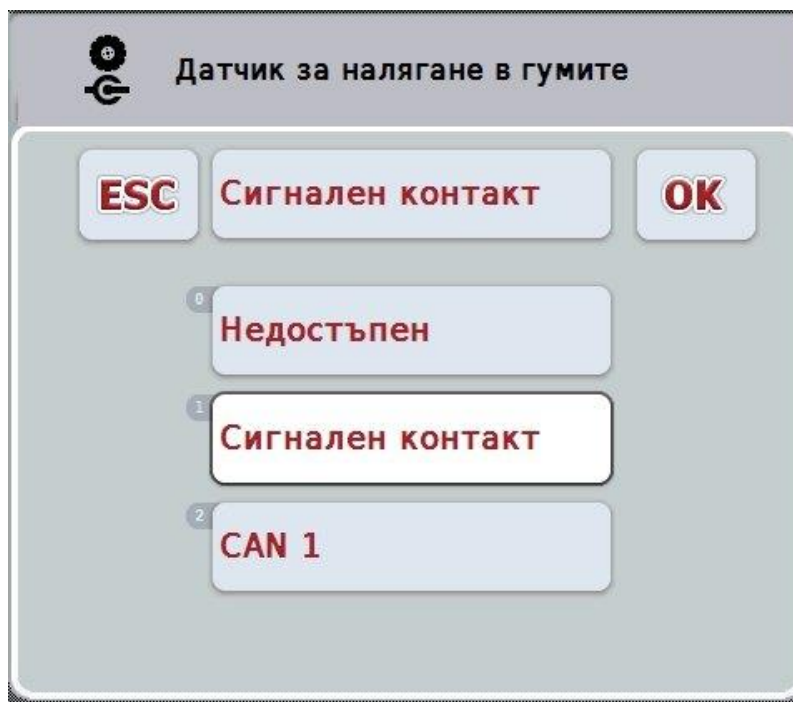 Датчик за налягане в гумите
ESC Сигнален контакт OK
0
Недостъпен
1
Сигнален контакт
2
CAN 1